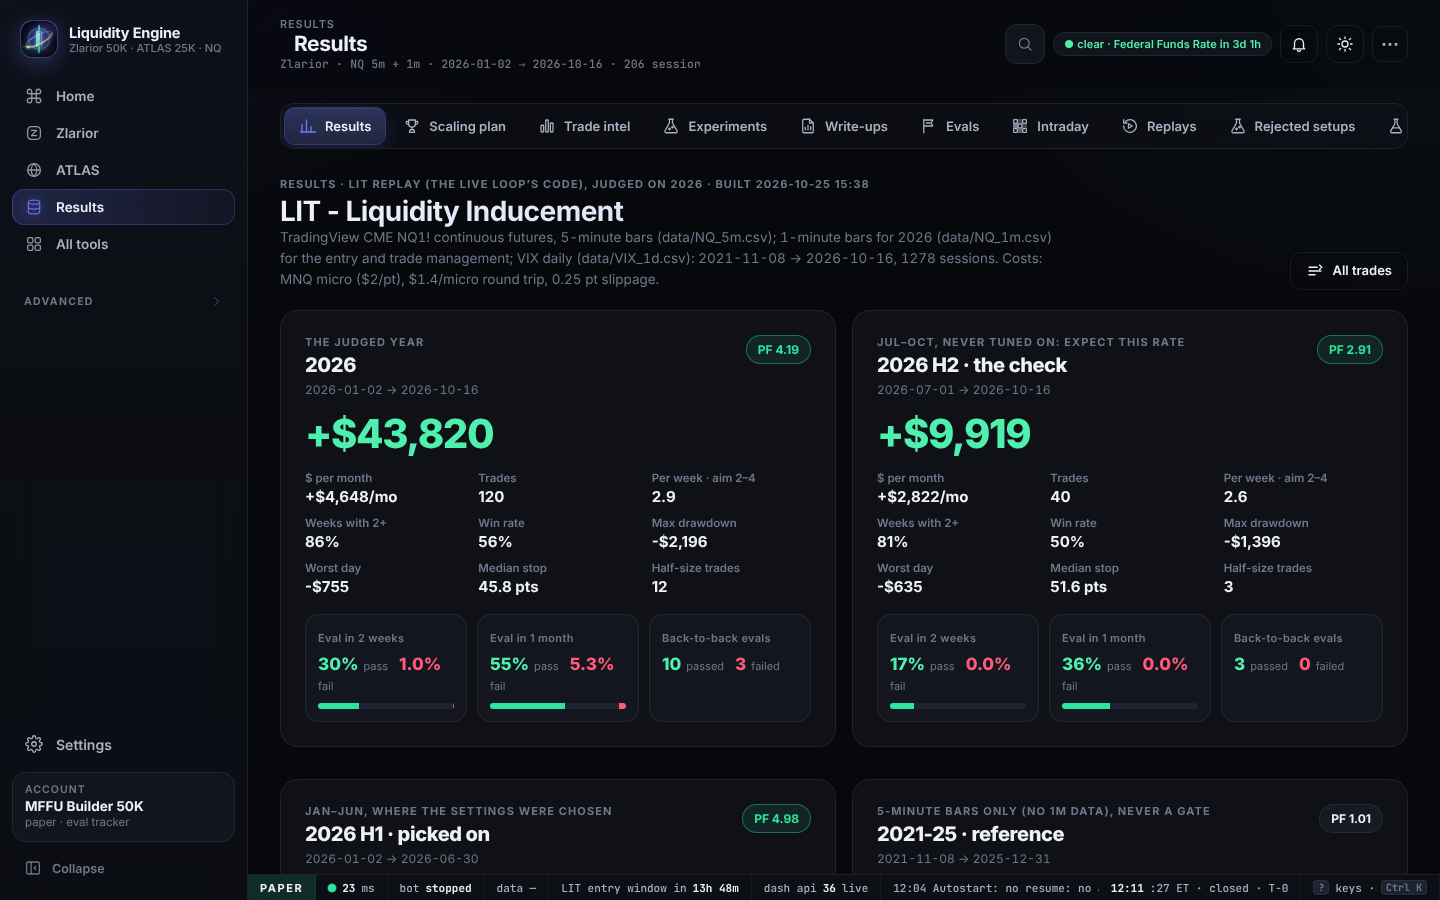 Liquidity Engine
Zlarior 50K · ATLAS 25K · NQ
Home
Zlarior
ATLAS
Results
All tools
ADVANCED
Settings
ACCOUNT
MFFU Builder 50K
paper · eval tracker
Collapse
RESULTS
Results
Zlarior · NQ 5m + 1m · 2026-01-02 → 2026-10-16 · 206 session
clear · Federal Funds Rate in 3d 1h
Results Scaling plan Trade intel Experiments Write-ups Evals Intraday Replays Rejected setups
RESULTS · LIT REPLAY (THE LIVE LOOP'S CODE), JUDGED ON 2026 · BUILT 2026-10-25 15:38
LIT - Liquidity Inducement
TradingView CME NQ1! continuous futures, 5-minute bars (data/NQ_5m.csv); 1-minute bars for 2026 (data/NQ_1m.csv)
for the entry and trade management; VIX daily (data/VIX_1d.csv): 2021-11-08 → 2026-10-16, 1278 sessions. Costs:
MNQ micro ($2/pt), $1.4/micro round trip, 0.25 pt slippage.
All trades
THE JUDGED YEAR
2026
2026-01-02 → 2026-10-16
PF 4.19
+$43,820
$ per month Trades Per week · aim 2–4
+$4,648/mo 120 2.9
Weeks with 2+ Win rate Max drawdown
86% 56% -$2,196
Worst day Median stop Half-size trades
-$755 45.8 pts 12
Eval in 2 weeks
30% pass 1.0%
fail
Eval in 1 month
55% pass 5.3%
fail
Back-to-back evals
10 passed 3 failed
JUL–OCT, NEVER TUNED ON: EXPECT THIS RATE
2026 H2 · the check
2026-07-01 → 2026-10-16
PF 2.91
+$9,919
$ per month Trades Per week · aim 2–4
+$2,822/mo 40 2.6
Weeks with 2+ Win rate Max drawdown
81% 50% -$1,396
Worst day Median stop Half-size trades
-$635 51.6 pts 3
Eval in 2 weeks
17% pass 0.0%
fail
Eval in 1 month
36% pass 0.0%
fail
Back-to-back evals
3 passed 0 failed
JAN–JUN, WHERE THE SETTINGS WERE CHOSEN
2026 H1 · picked on
2026-01-02 → 2026-06-30
PF 4.98
5-MINUTE BARS ONLY (NO 1M DATA), NEVER A GATE
2021-25 · reference
2021-11-08 → 2025-12-31
PF 1.01
PAPER 23 ms bot stopped data — LIT entry window in 13h 48m dash api 36 live 12:04 Autostart: no resume: no 12:11 :27 ET · closed · T-0 ? keys · Ctrl K